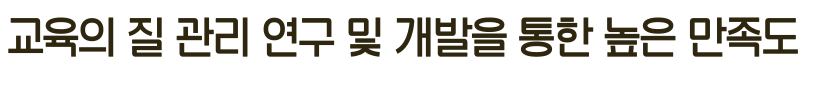 교육의 질 관리 연구 및 개발을 통한 높은 만족도